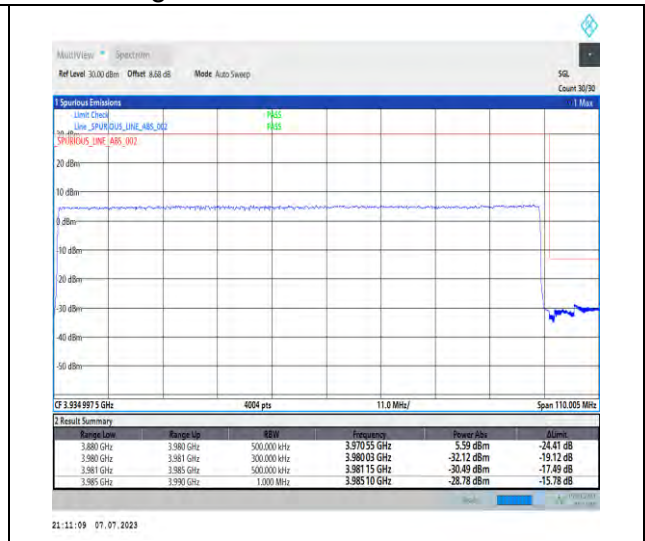 MultiView Spectrum
Ref Level 30.00 dBm Offset 8.68 dB Mode Auto Sweep SGL
Count 30/30
1 Spurious Emissions 1 Max
Limit Check PASS
Line _SPURIOUS_LINE_ABS_002 PASS
_SPURIOUS_LINE_ABS_002
20 dBm
10 dBm
0 dBm
-10 dBm
-20 dBm
-30 dBm
-40 dBm
-50 dBm
CF 3.934 997 5 GHz 4004 pts 11.0 MHz/ Span 110.005 MHz
2 Result Summary
Range Low Range Up RBW Frequency Power Abs ΔLimit
3.880 GHz 3.980 GHz 500.000 kHz 3.970 55 GHz 5.59 dBm -24.41 dB
3.980 GHz 3.981 GHz 300.000 kHz 3.980 03 GHz -32.12 dBm -19.12 dB
3.981 GHz 3.985 GHz 500.000 kHz 3.981 15 GHz -30.49 dBm -17.49 dB
3.985 GHz 3.990 GHz 1.000 MHz 3.985 10 GHz -28.78 dBm -15.78 dB
21:11:09 07.07.2023